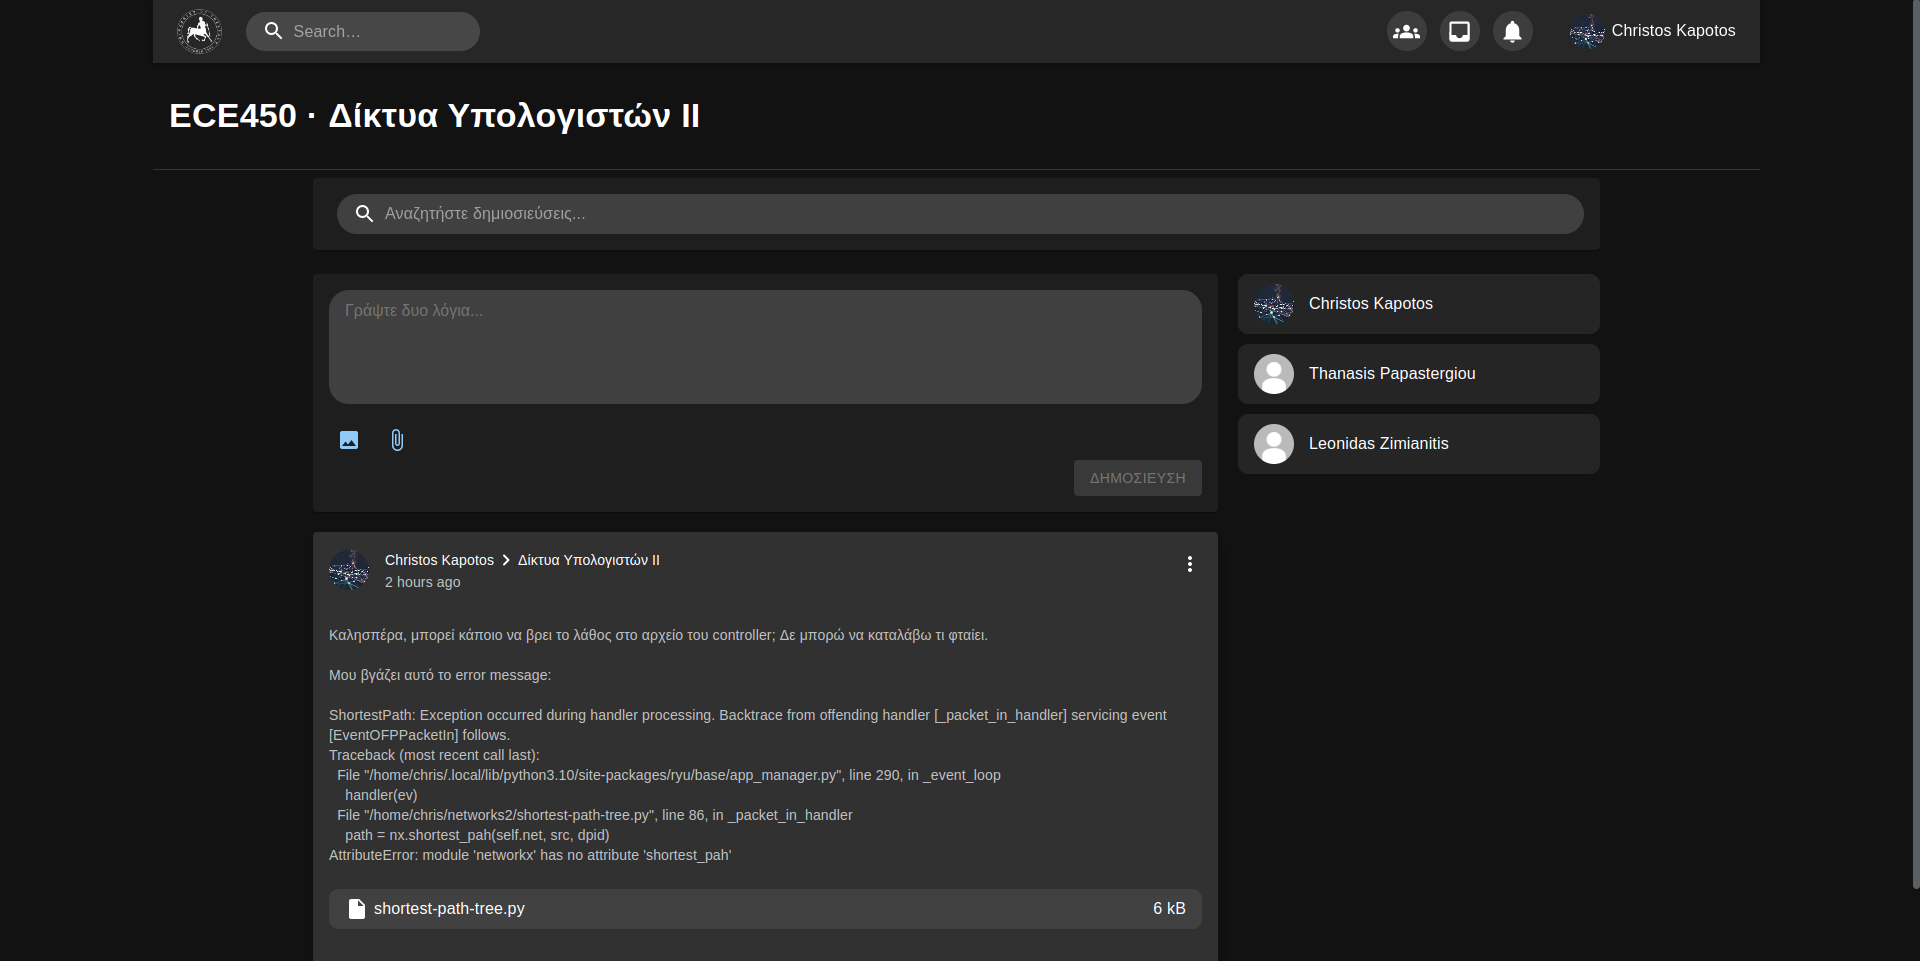 Search…
Christos Kapotos
ECE450 · Δίκτυα Υπολογιστών ΙΙ
Αναζητήστε δημιοσιεύσεις...
Γράψτε δυο λόγια...
ΔΗΜΟΣΙΕΥΣΗ
Christos Kapotos
Thanasis Papastergiou
Leonidas Zimianitis
Christos Kapotos > Δίκτυα Υπολογιστών ΙΙ
2 hours ago
Καλησπέρα, μπορεί κάποιο να βρει το λάθος στο αρχείο του controller; Δε μπορώ να καταλάβω τι φταίει.
Μου βγάζει αυτό το error message:
ShortestPath: Exception occurred during handler processing. Backtrace from offending handler [_packet_in_handler] servicing event
[EventOFPPacketIn] follows.
Traceback (most recent call last):
File "/home/chris/.local/lib/python3.10/site-packages/ryu/base/app_manager.py", line 290, in _event_loop
handler(ev)
File "/home/chris/networks2/shortest-path-tree.py", line 86, in _packet_in_handler
path = nx.shortest_pah(self.net, src, dpid)
AttributeError: module 'networkx' has no attribute 'shortest_pah'
shortest-path-tree.py 6 kB